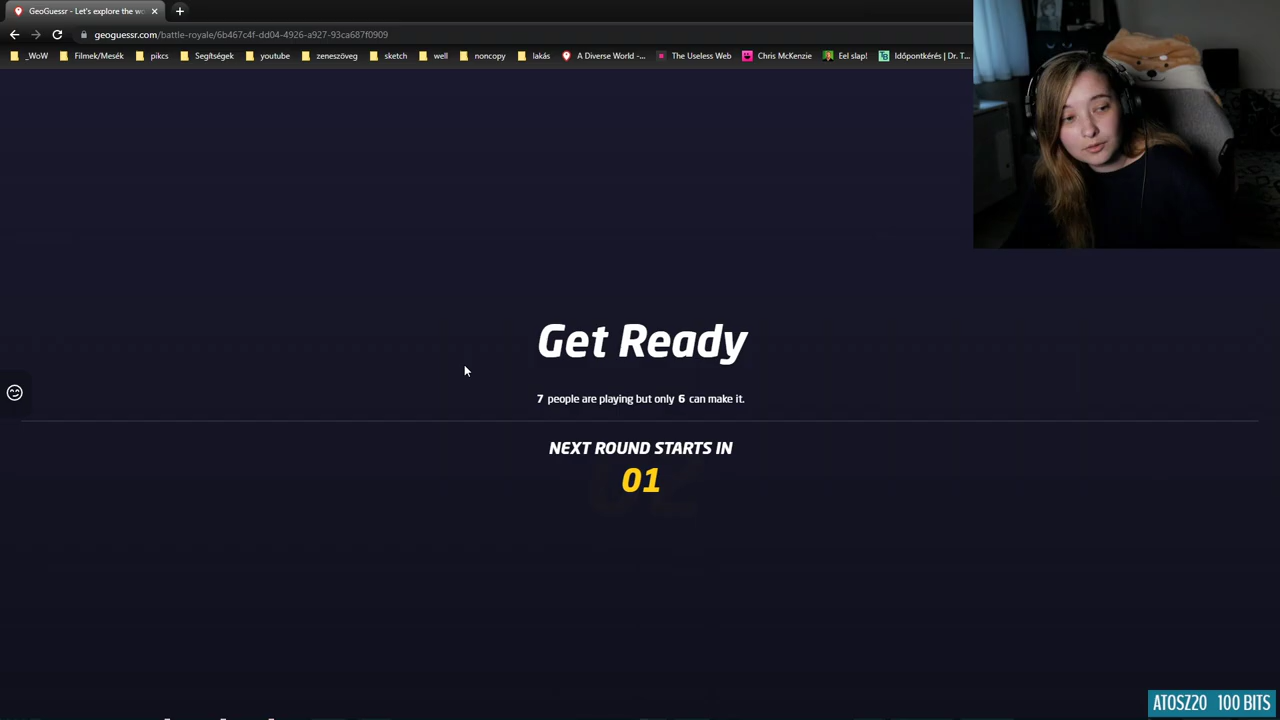 GeoGuessr - Let's explore the wo
geoguessr.com/battle-royale/6b467c4f-dd04-4926-a927-93ca687f0909
_WoW Filmek/Mesék pikcs Segítségek youtube zeneszöveg sketch well noncopy lakás A Diverse World -... The Useless Web Chris McKenzie Eel slap! Időpontkérés | Dr. T...
Get Ready
7 people are playing but only 6 can make it.
NEXT ROUND STARTS IN
01
ATOSZ20 100 BITS